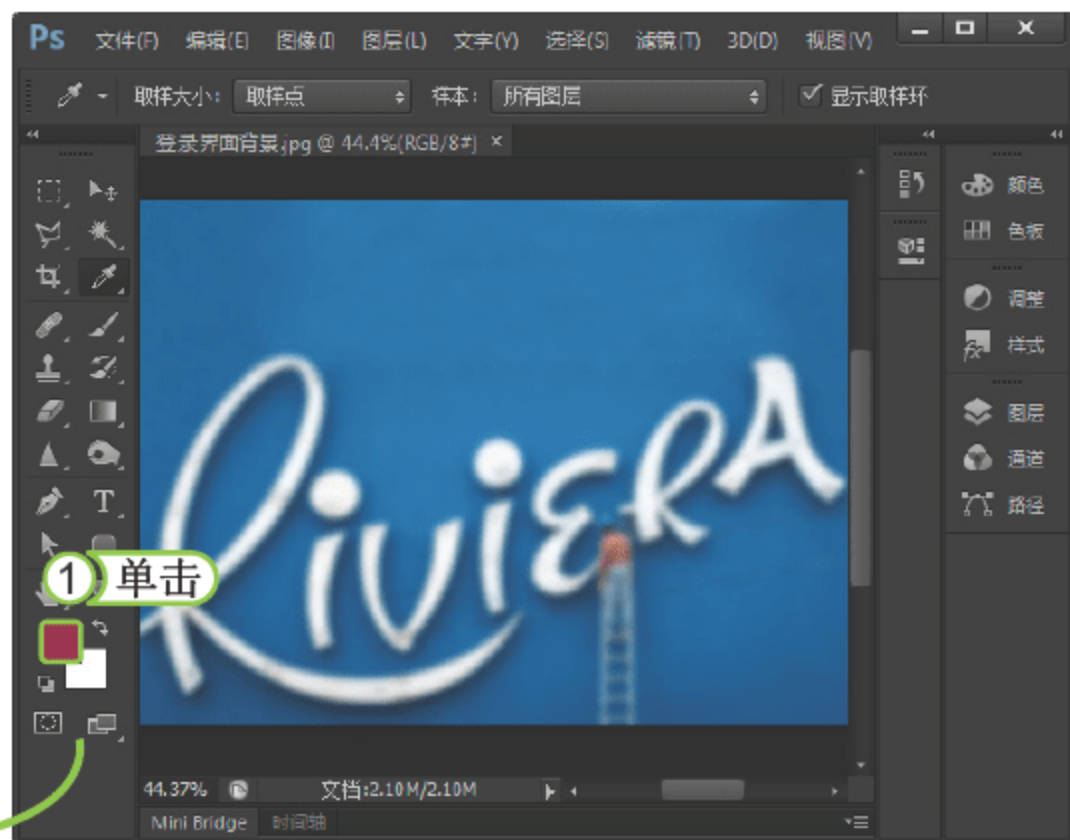 Ps 文件(F) 编辑(E) 图像(I) 图层(L) 文字(Y) 选择(S) 滤镜(T) 3D(D) 视图(V)
取样大小: 取样点 样本: 所有图层 显示取样环
登录界面背景.jpg @ 44.4%(RGB/8#) ×
颜色
色板
调整
样式
图层
通道
路径
RiviERA
T
1 单击
44.37% 文档:2.10M/2.10M
Mini Bridge 时间轴